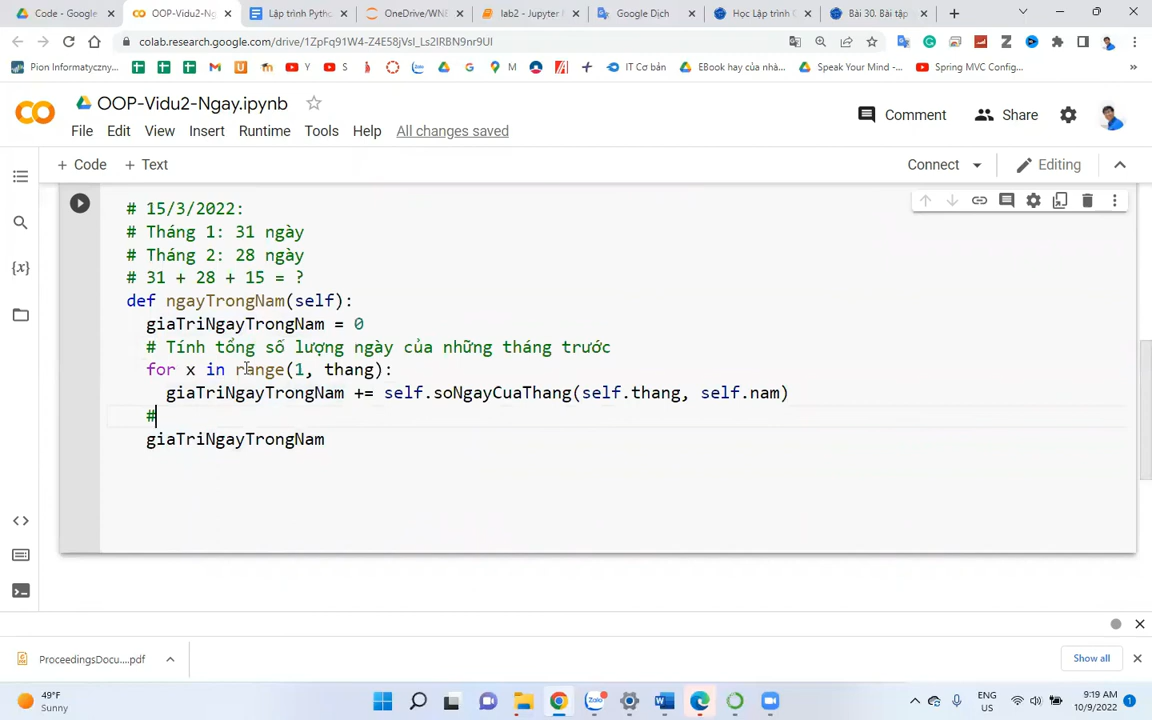 Code - Google
OOP-Vidu2-Ng
Lập trình Pytho
OneDrive/WNE
lab2 - Jupyter
Google Dịch
Học Lập trình C
Bài 30. Bài tập
colab.research.google.com/drive/1ZpFq91W4-Z4E58jVsI_Ls2IRBN9nr9UI
Pion Informatyczny...
Y
S
M
IT Cơ bản
EBook hay của nhà...
Speak Your Mind -...
Spring MVC Config...
»
OOP-Vidu2-Ngay.ipynb
File Edit View Insert Runtime Tools Help All changes saved
Comment Share
+ Code + Text
Connect Editing
# 15/3/2022:
# Tháng 1: 31 ngày
# Tháng 2: 28 ngày
# 31 + 28 + 15 = ?
def ngayTrongNam(self):
giaTriNgayTrongNam = 0
# Tính tổng số lượng ngày của những tháng trước
for x in range(1, thang):
giaTriNgayTrongNam += self.soNgayCuaThang(self.thang, self.nam)
#
giaTriNgayTrongNam
{x}
ProceedingsDocu....pdf
Show all
49°F
Sunny
ENG
US
9:19 AM
10/9/2022
1